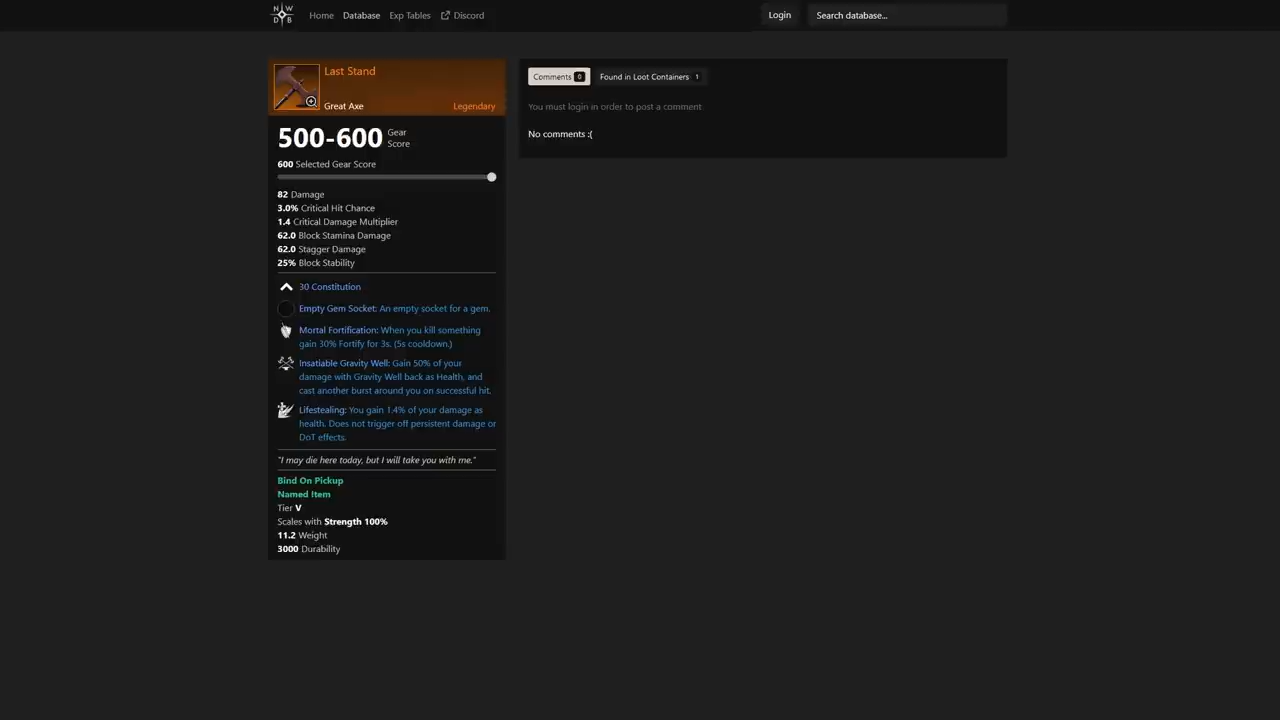 NW
DB
Home Database Exp Tables Discord
Login
Search database...
Last Stand
Great Axe Legendary
500-600 Gear Score
600 Selected Gear Score
82 Damage
3.0% Critical Hit Chance
1.4 Critical Damage Multiplier
62.0 Block Stamina Damage
62.0 Stagger Damage
25% Block Stability
30 Constitution
Empty Gem Socket: An empty socket for a gem.
Mortal Fortification: When you kill something
gain 30% Fortify for 3s. (5s cooldown.)
Insatiable Gravity Well: Gain 50% of your
damage with Gravity Well back as Health, and
cast another burst around you on successful hit.
Lifestealing: You gain 1.4% of your damage as
health. Does not trigger off persistent damage or
DoT effects.
"I may die here today, but I will take you with me."
Bind On Pickup
Named Item
Tier V
Scales with Strength 100%
11.2 Weight
3000 Durability
Comments 0 Found in Loot Containers 1
You must login in order to post a comment
No comments :(